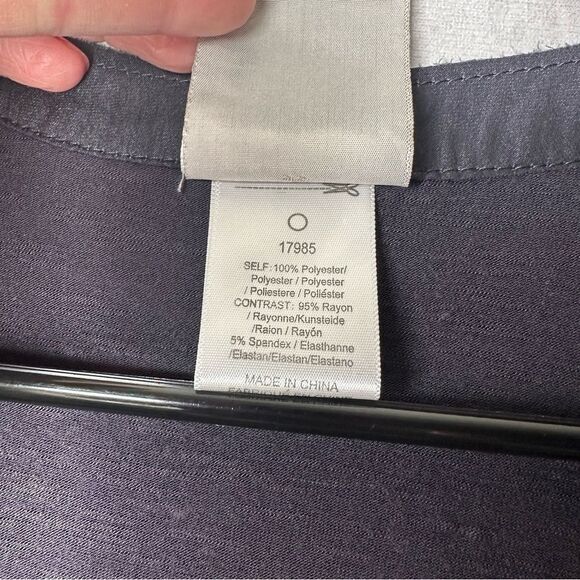 17985
SELF: 100% Polyester/
Polyester / Polyester
/ Poliestere / Poliéster
CONTRAST: 95% Rayon
/ Rayonne/Kunsteide
/Raion / Rayón
5% Spandex / Elasthanne
/Elastan/Elastan/Elastano
MADE IN CHINA